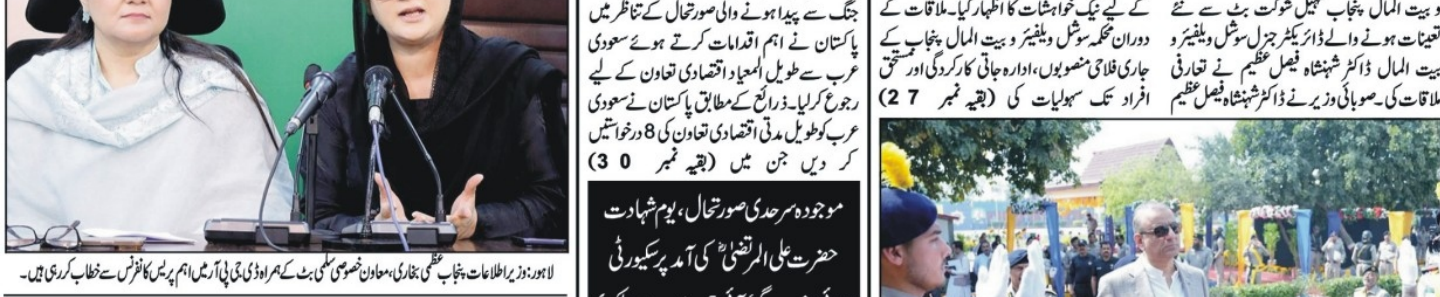 و بیت المال پنجاب سہیل شوکت بٹ سے نئے
تعینات ہونے والے ڈائریکٹر جنرل سوشل ویلفیئر و
بیت المال ڈاکٹر شہنشاہ فیصل عظیم نے تعارفی
ملاقات کی۔ صوبائی وزیر نے ڈاکٹر شہنشاہ فیصل عظیم
کے لیے نیک خواہشات کا اظہار کیا۔ ملاقات کے
دوران محکمہ سوشل ویلفیئر و بیت المال پنجاب کے
جاری فلاحی منصوبوں، ادارہ جاتی کارکردگی اور مستحق
افراد تک سہولیات کی (بقیہ نمبر 27)
جنگ سے پیدا ہونے والی صورتحال کے تناظر میں
پاکستان نے اہم اقدامات کرتے ہوئے سعودی
عرب سے طویل المعیاد اقتصادی تعاون کے لیے
رجوع کرلیا۔ ذرائع کے مطابق پاکستان نے سعودی
عرب کو طویل مدتی اقتصادی تعاون کی 8 درخواستیں
کر دیں جن میں (بقیہ نمبر 30)
موجودہ سرحدی صورتحال، یوم شہادت
حضرت علی المرتضیٰؓ کی آمد پر سکیورٹی
لاہور: وزیر اطلاعات پنجاب عظمیٰ بخاری، معاون خصوصی سلمیٰ بٹ کے ہمراہ ڈی جی پی آر میں اہم پریس کانفرنس سے خطاب کر رہی ہیں۔